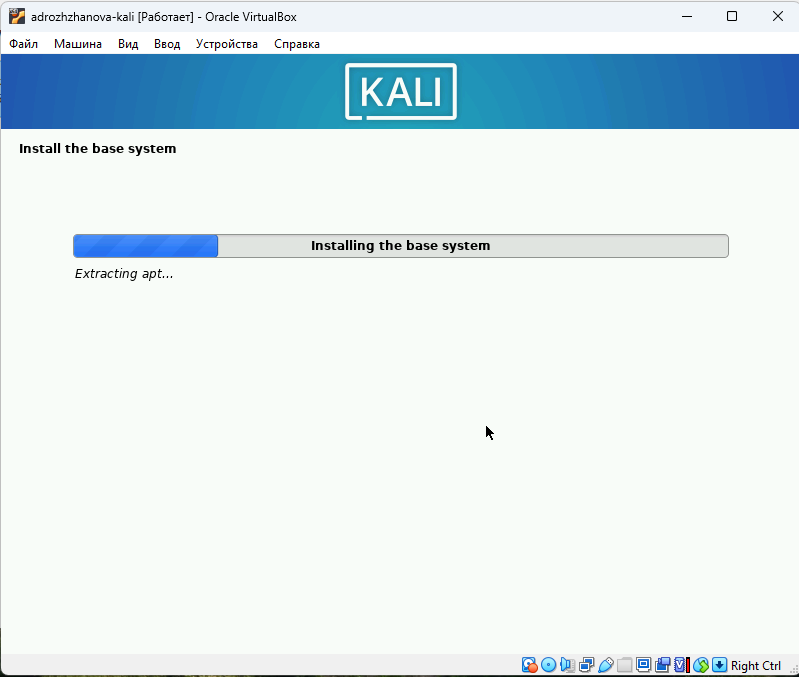 adrozhzhanova-kali [Работает] - Oracle VirtualBox
Файл Машина Вид Ввод Устройства Справка
KALI
Install the base system
Installing the base system
Extracting apt...
Right Ctrl